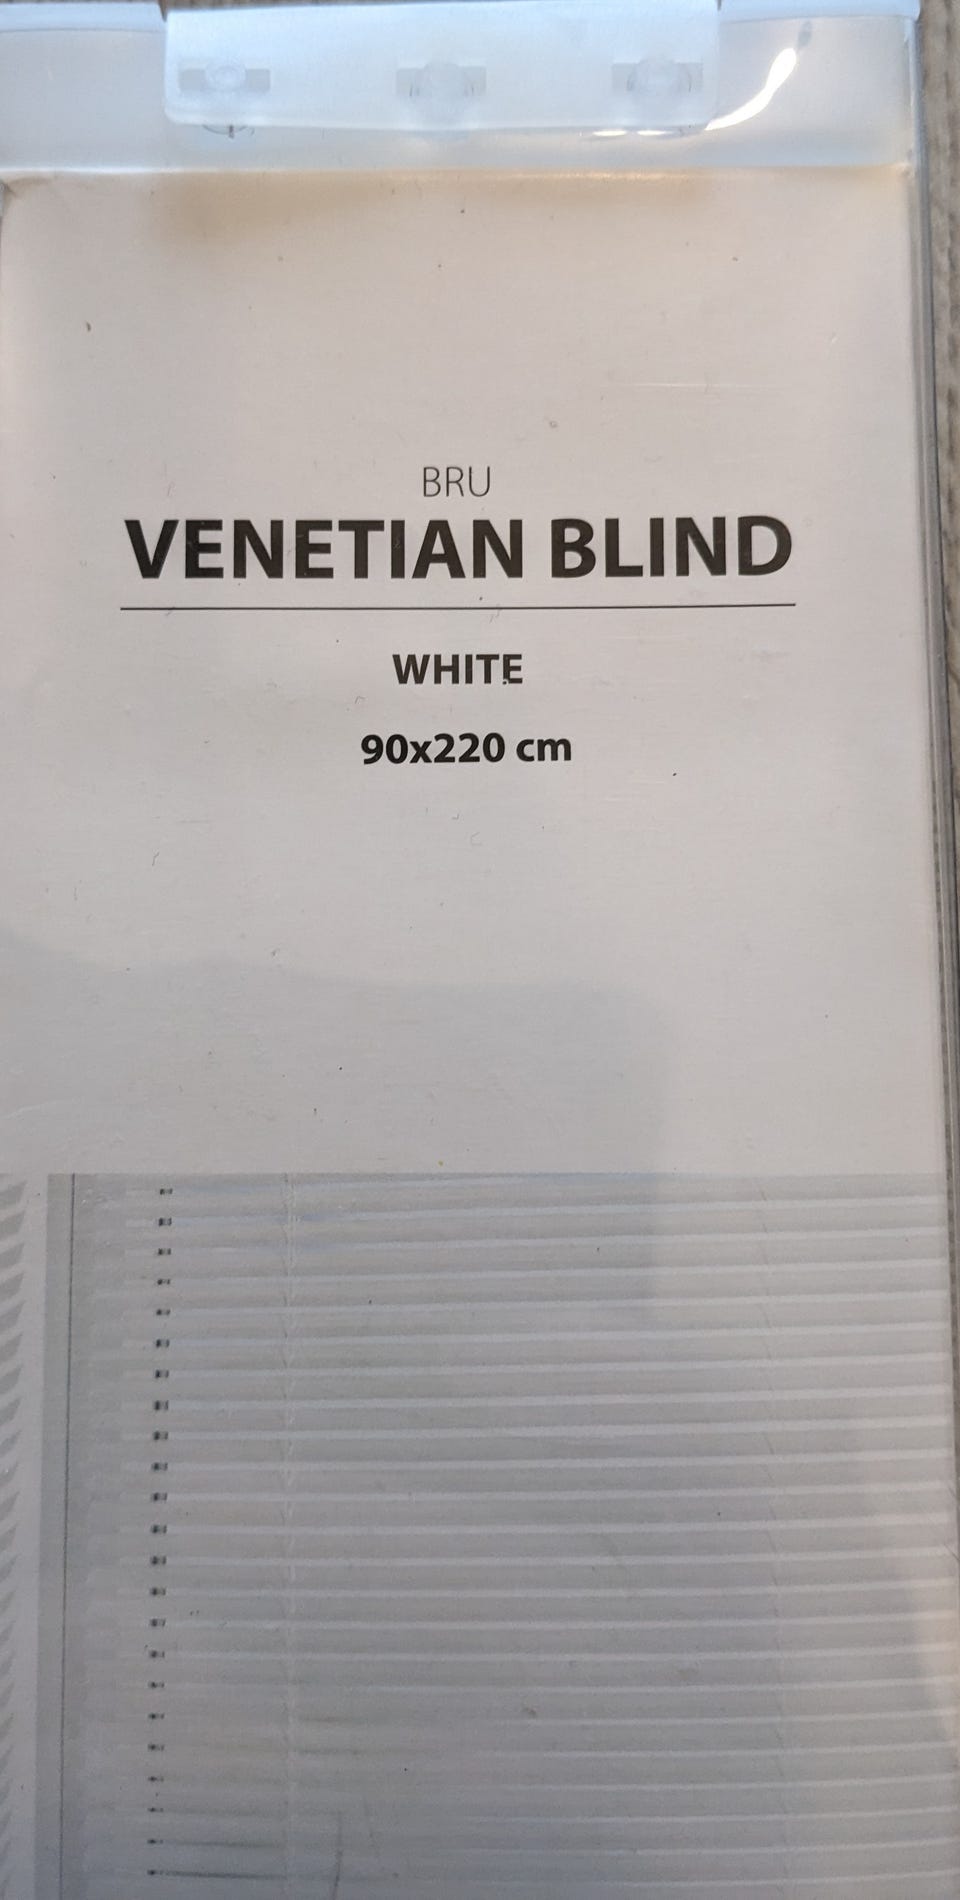 BRU
VENETIAN BLIND
WHITE
90x220 cm